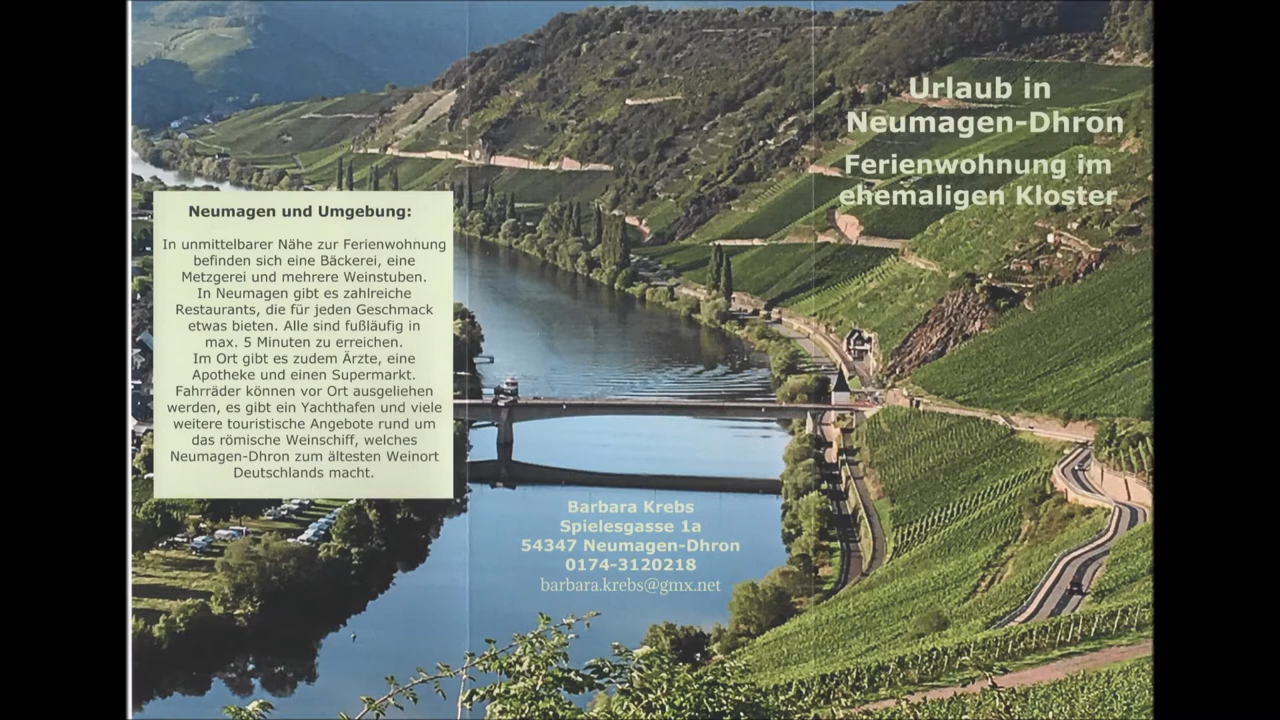 Urlaub in
Neumagen-Dhron
Ferienwohnung im
ehemaligen Kloster
Neumagen und Umgebung:
In unmittelbarer Nähe zur Ferienwohnung
befinden sich eine Bäckerei, eine
Metzgerei und mehrere Weinstuben.
In Neumagen gibt es zahlreiche
Restaurants, die für jeden Geschmack
etwas bieten. Alle sind fußläufig in
max. 5 Minuten zu erreichen.
Im Ort gibt es zudem Ärzte, eine
Apotheke und einen Supermarkt.
Fahrräder können vor Ort ausgeliehen
werden, es gibt ein Yachthafen und viele
weitere touristische Angebote rund um
das römische Weinschiff, welches
Neumagen-Dhron zum ältesten Weinort
Deutschlands macht.
Barbara Krebs
Spielesgasse 1a
54347 Neumagen-Dhron
0174-3120218
barbara.krebs@gmx.net